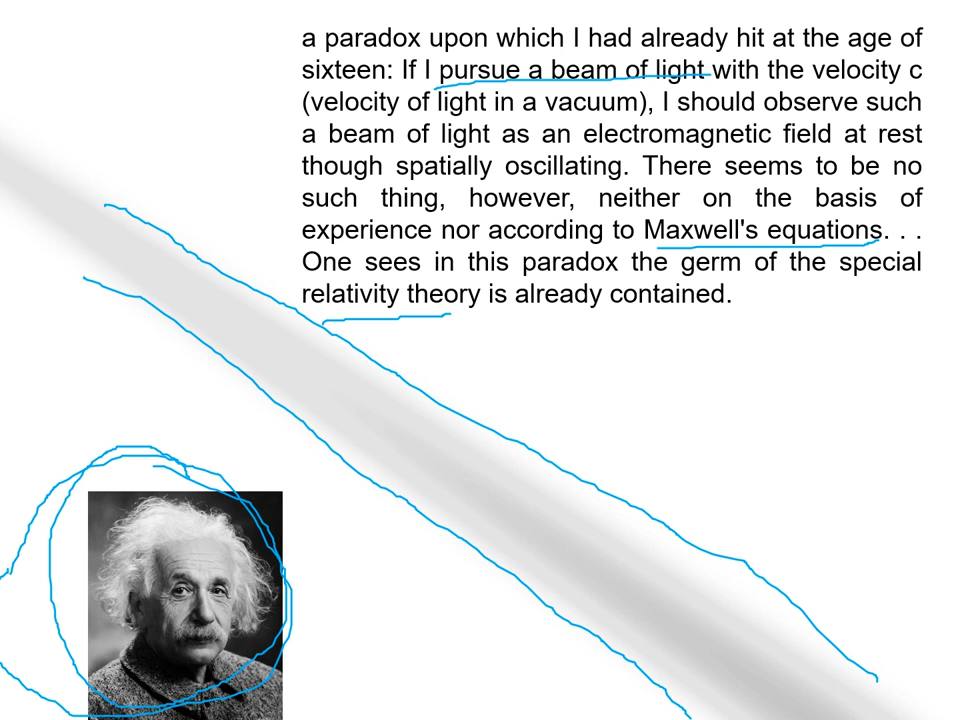 a paradox upon which I had already hit at the age of
sixteen: If I pursue a beam of light with the velocity c
(velocity of light in a vacuum), I should observe such
a beam of light as an electromagnetic field at rest
though spatially oscillating. There seems to be no
such thing, however, neither on the basis of
experience nor according to Maxwell's equations. . .
One sees in this paradox the germ of the special
relativity theory is already contained.